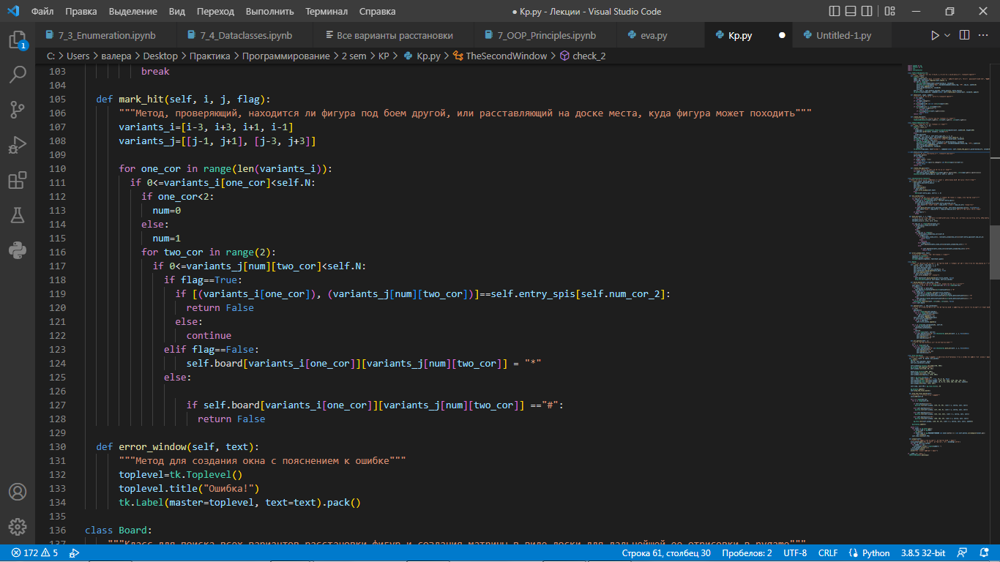 Файл Правка Выделение Вид Переход Выполнить Терминал Справка ● Кр.py - Лекции - Visual Studio Code
7_3_Enumeration.ipynb 7_4_Dataclasses.ipynb Все варианты расстановки 7_OOP_Principles.ipynb eva.py Кр.py Untitled-1.py
C: > Users > валера > Desktop > Практика > Программирование > 2 sem > КР > Кр.py > TheSecondWindow > check_2
103 break
104
105 def mark_hit(self, i, j, flag):
106 """Метод, проверяющий, находится ли фигура под боем другой, или расставляющий на доске места, куда фигура может походить"""
107 variants_i=[i-3, i+3, i+1, i-1]
108 variants_j=[[j-1, j+1], [j-3, j+3]]
109
110 for one_cor in range(len(variants_i)):
111 if 0<=variants_i[one_cor]<self.N:
112 if one_cor<2:
113 num=0
114 else:
115 num=1
116 for two_cor in range(2):
117 if 0<=variants_j[num][two_cor]<self.N:
118 if flag==True:
119 if [(variants_i[one_cor]), (variants_j[num][two_cor])]==self.entry_spis[self.num_cor_2]:
120 return False
121 else:
122 continue
123 elif flag==False:
124 self.board[variants_i[one_cor]][variants_j[num][two_cor]] = "*"
125 else:
126
127 if self.board[variants_i[one_cor]][variants_j[num][two_cor]] =="#":
128 return False
129
130 def error_window(self, text):
131 """Метод для создания окна с пояснением к ошибке"""
132 toplevel=tk.Toplevel()
133 toplevel.title("Ошибка!")
134 tk.Label(master=toplevel, text=text).pack()
135
136 class Board:
137 """Класс для поиска всех вариантов расстановки фигур и создания матрицы в виде доски для дальнейшей ее отрисовки в pygame"""
172 5 Строка 61, столбец 30 Пробелов: 2 UTF-8 CRLF Python 3.8.5 32-bit